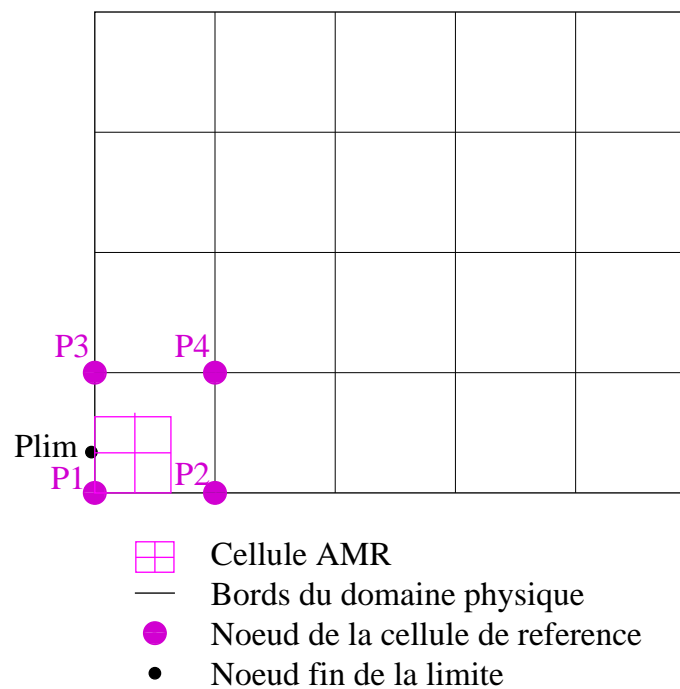 P3
P4
Plim
P1
P2
Cellule AMR
Bords du domaine physique
Noeud de la cellule de reference
Noeud fin de la limite